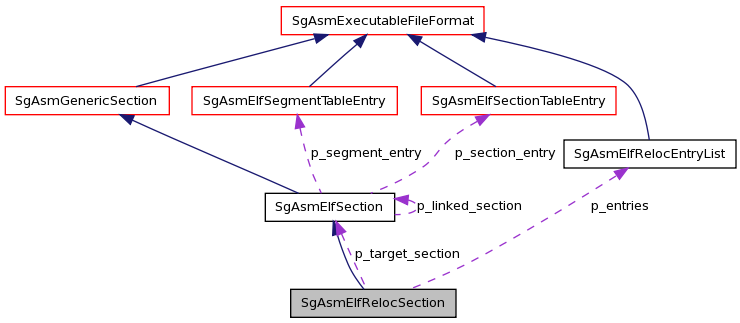 SgAsmExecutableFileFormat
SgAsmGenericSection
SgAsmElfSegmentTableEntry
SgAsmElfSectionTableEntry
SgAsmElfRelocEntryList
p_segment_entry
p_section_entry
SgAsmElfSection
p_linked_section
p_entries
p_target_section
SgAsmElfRelocSection